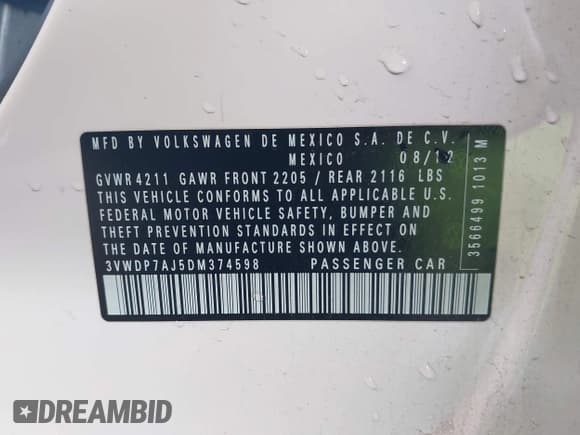 MFD BY VOLKSWAGEN DE MEXICO S.A. DE C.V.
MEXICO 08/12
GVWR 4211 GAWR FRONT 2205 / REAR 2116 LBS
THIS VEHICLE CONFORMS TO ALL APPLICABLE U.S.
FEDERAL MOTOR VEHICLE SAFETY, BUMPER AND
THEFT PREVENTION STANDARDS IN EFFECT ON
THE DATE OF MANUFACTURE SHOWN ABOVE.
3VWDP7AJ5DM374598 PASSENGER CAR
3566499 1013 M
DREAMBID